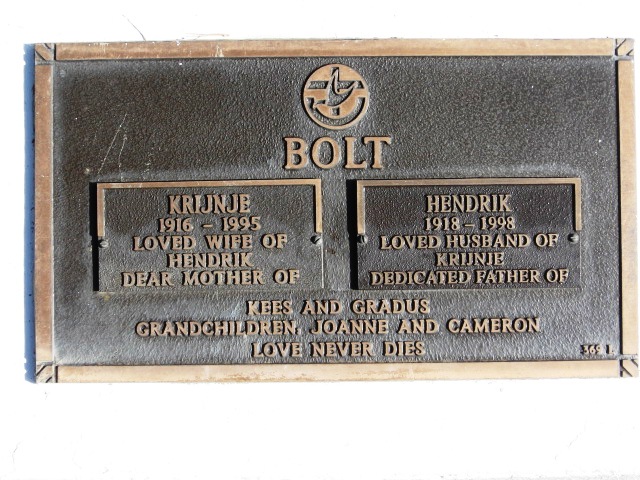 BOLT
KRIJNJE
1916 – 1995
LOVED WIFE OF
HENDRIK
DEAR MOTHER OF
HENDRIK
1918 – 1998
LOVED HUSBAND OF
KRIJNJE
DEDICATED FATHER OF
KEES AND GRADUS
GRANDCHILDREN, JOANNE AND CAMERON
LOVE NEVER DIES